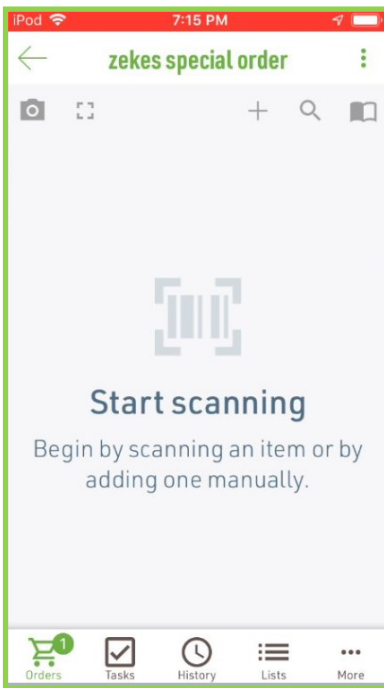 iPod 7:15 PM
zekes special order
Start scanning
Begin by scanning an item or by
adding one manually.
1
Orders Tasks History Lists More